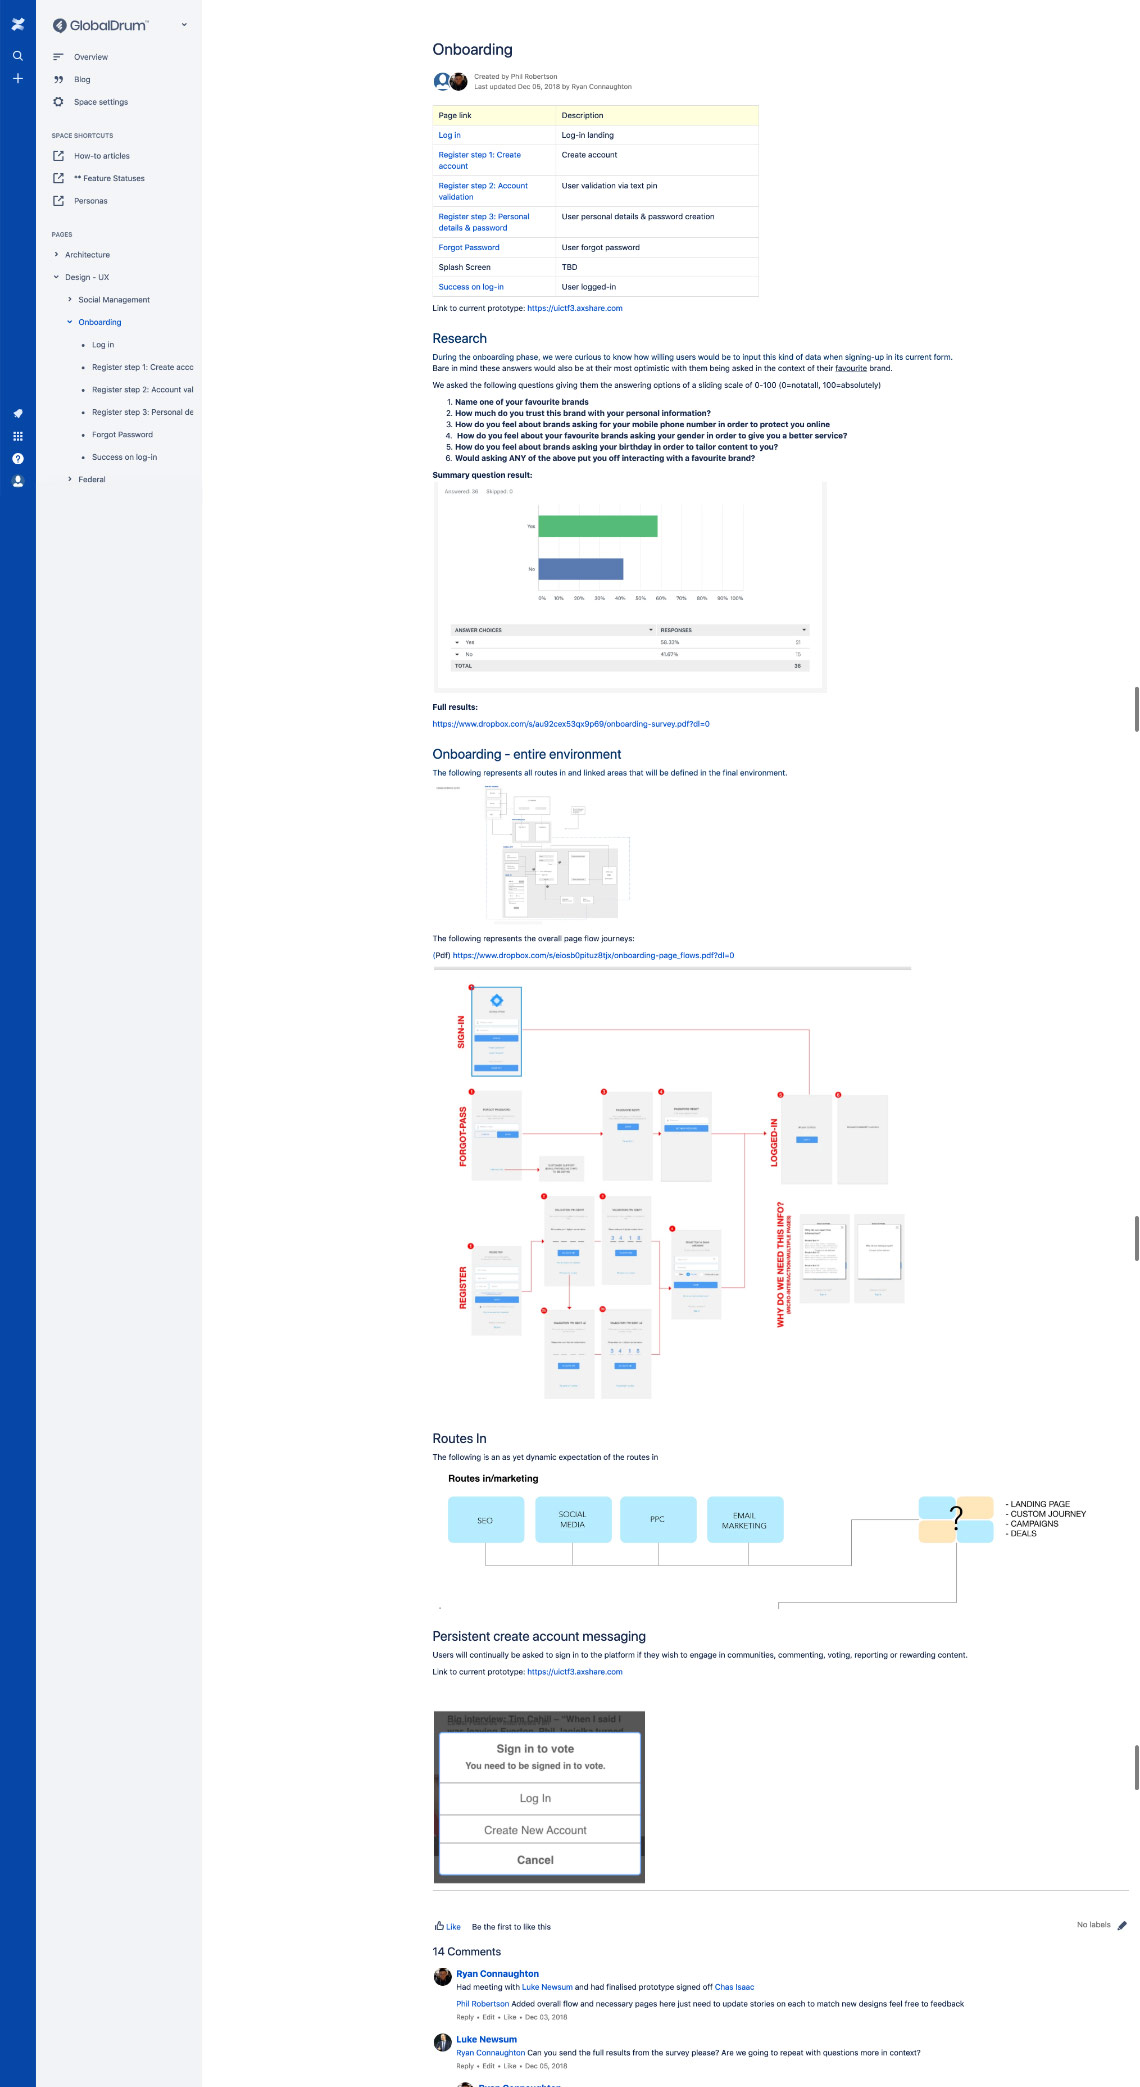 GlobalDrum™
Overview
Blog
Space settings
SPACE SHORTCUTS
How-to articles
** Feature Statuses
Personas
PAGES
Architecture
Design - UX
Social Management
Onboarding
Log in
Register step 1: Create acco
Register step 2: Account val
Register step 3: Personal de
Forgot Password
Success on log-in
Federal
Onboarding
Created by Phil Robertson
Last updated Dec 05, 2018 by Ryan Connaughton
Page link Description
Log in Log-in landing
Register step 1: Create Create account
account
Register step 2: Account User validation via text pin
validation
Register step 3: Personal User personal details & password creation
details & password
Forgot Password User forgot password
Splash Screen TBD
Success on log-in User logged-in
Link to current prototype: https://uictf3.axshare.com
Research
During the onboarding phase, we were curious to know how willing users would be to input this kind of data when signing-up in its current form.
Bare in mind these answers would also be at their most optimistic with them being asked in the context of their favourite brand.
We asked the following questions giving them the answering options of a sliding scale of 0-100 (0=notatall, 100=absolutely)
1. Name one of your favourite brands
2. How much do you trust this brand with your personal information?
3. How do you feel about brands asking for your mobile phone number in order to protect you online
4. How do you feel about your favourite brands asking your gender in order to give you a better service?
5. How do you feel about brands asking your birthday in order to tailor content to you?
6. Would asking ANY of the above put you off interacting with a favourite brand?
Summary question result:
Answered: 36 Skipped: 0
Yes
No
0% 10% 20% 30% 40% 50% 60% 70% 80% 90% 100%
ANSWER CHOICES RESPONSES
Yes 58.33% 21
No 41.67% 15
TOTAL 36
Full results:
https://www.dropbox.com/s/au92cex53qx9p69/onboarding-survey.pdf?dl=0
Onboarding - entire environment
The following represents all routes in and linked areas that will be defined in the final environment.
The following represents the overall page flow journeys:
(Pdf) https://www.dropbox.com/s/eiosb0pituz8tjx/onboarding-page_flows.pdf?dl=0
SIGN-IN
FORGOT-PASS
LOGGED-IN
REGISTER
5 4 1 8
5 4 1 8
WHY DO WE NEED THIS INFO?
(MICRO-INTERACTION/MULTIPLE PAGES)
Routes In
The following is an as yet dynamic expectation of the routes in
Routes in/marketing
SEO
SOCIAL
MEDIA
PPC
EMAIL
MARKETING
?
- LANDING PAGE
- CUSTOM JOURNEY
- CAMPAIGNS
- DEALS
Persistent create account messaging
Users will continually be asked to sign in to the platform if they wish to engage in communities, commenting, voting, reporting or rewarding content.
Link to current prototype: https://uictf3.axshare.com
Big interview: Tim Cahill – "When I said I
Sign in to vote
You need to be signed in to vote.
Log In
Create New Account
Cancel
Like Be the first to like this
No labels
14 Comments
Ryan Connaughton
Had meeting with Luke Newsum and had finalised prototype signed off Chas Isaac
Phil Robertson Added overall flow and necessary pages here just need to update stories on each to match new designs feel free to feedback
Reply • Edit • Like • Dec 03, 2018
Luke Newsum
Ryan Connaughton Can you send the full results from the survey please? Are we going to repeat with questions more in context?
Reply • Edit • Like • Dec 05, 2018
Ryan Connaughton